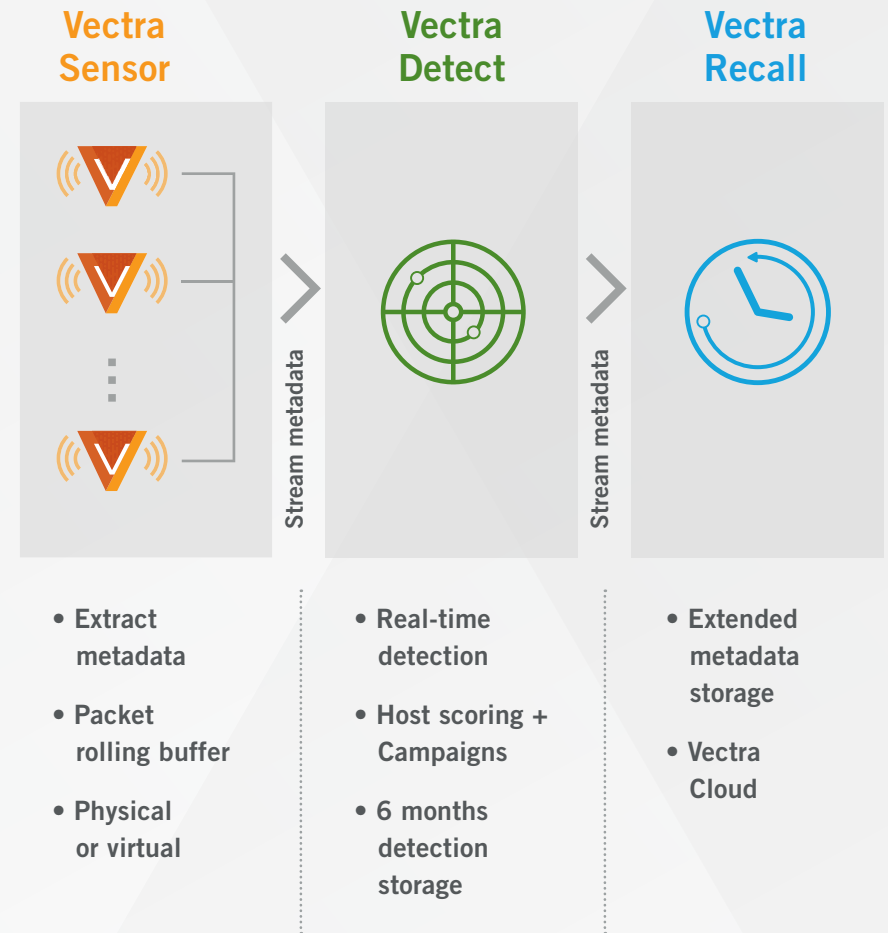 Vectra
Sensor
Vectra
Detect
Vectra
Recall
V
V
V
Stream metadata
Stream metadata
• Extract
metadata
• Packet
rolling buffer
• Physical
or virtual
• Real-time
detection
• Host scoring +
Campaigns
• 6 months
detection
storage
• Extended
metadata
storage
• Vectra
Cloud